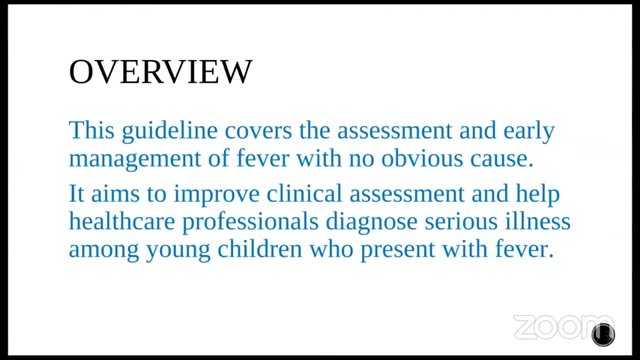 OVERVIEW
This guideline covers the assessment and early
management of fever with no obvious cause.
It aims to improve clinical assessment and help
healthcare professionals diagnose serious illness
among young children who present with fever.
zoom